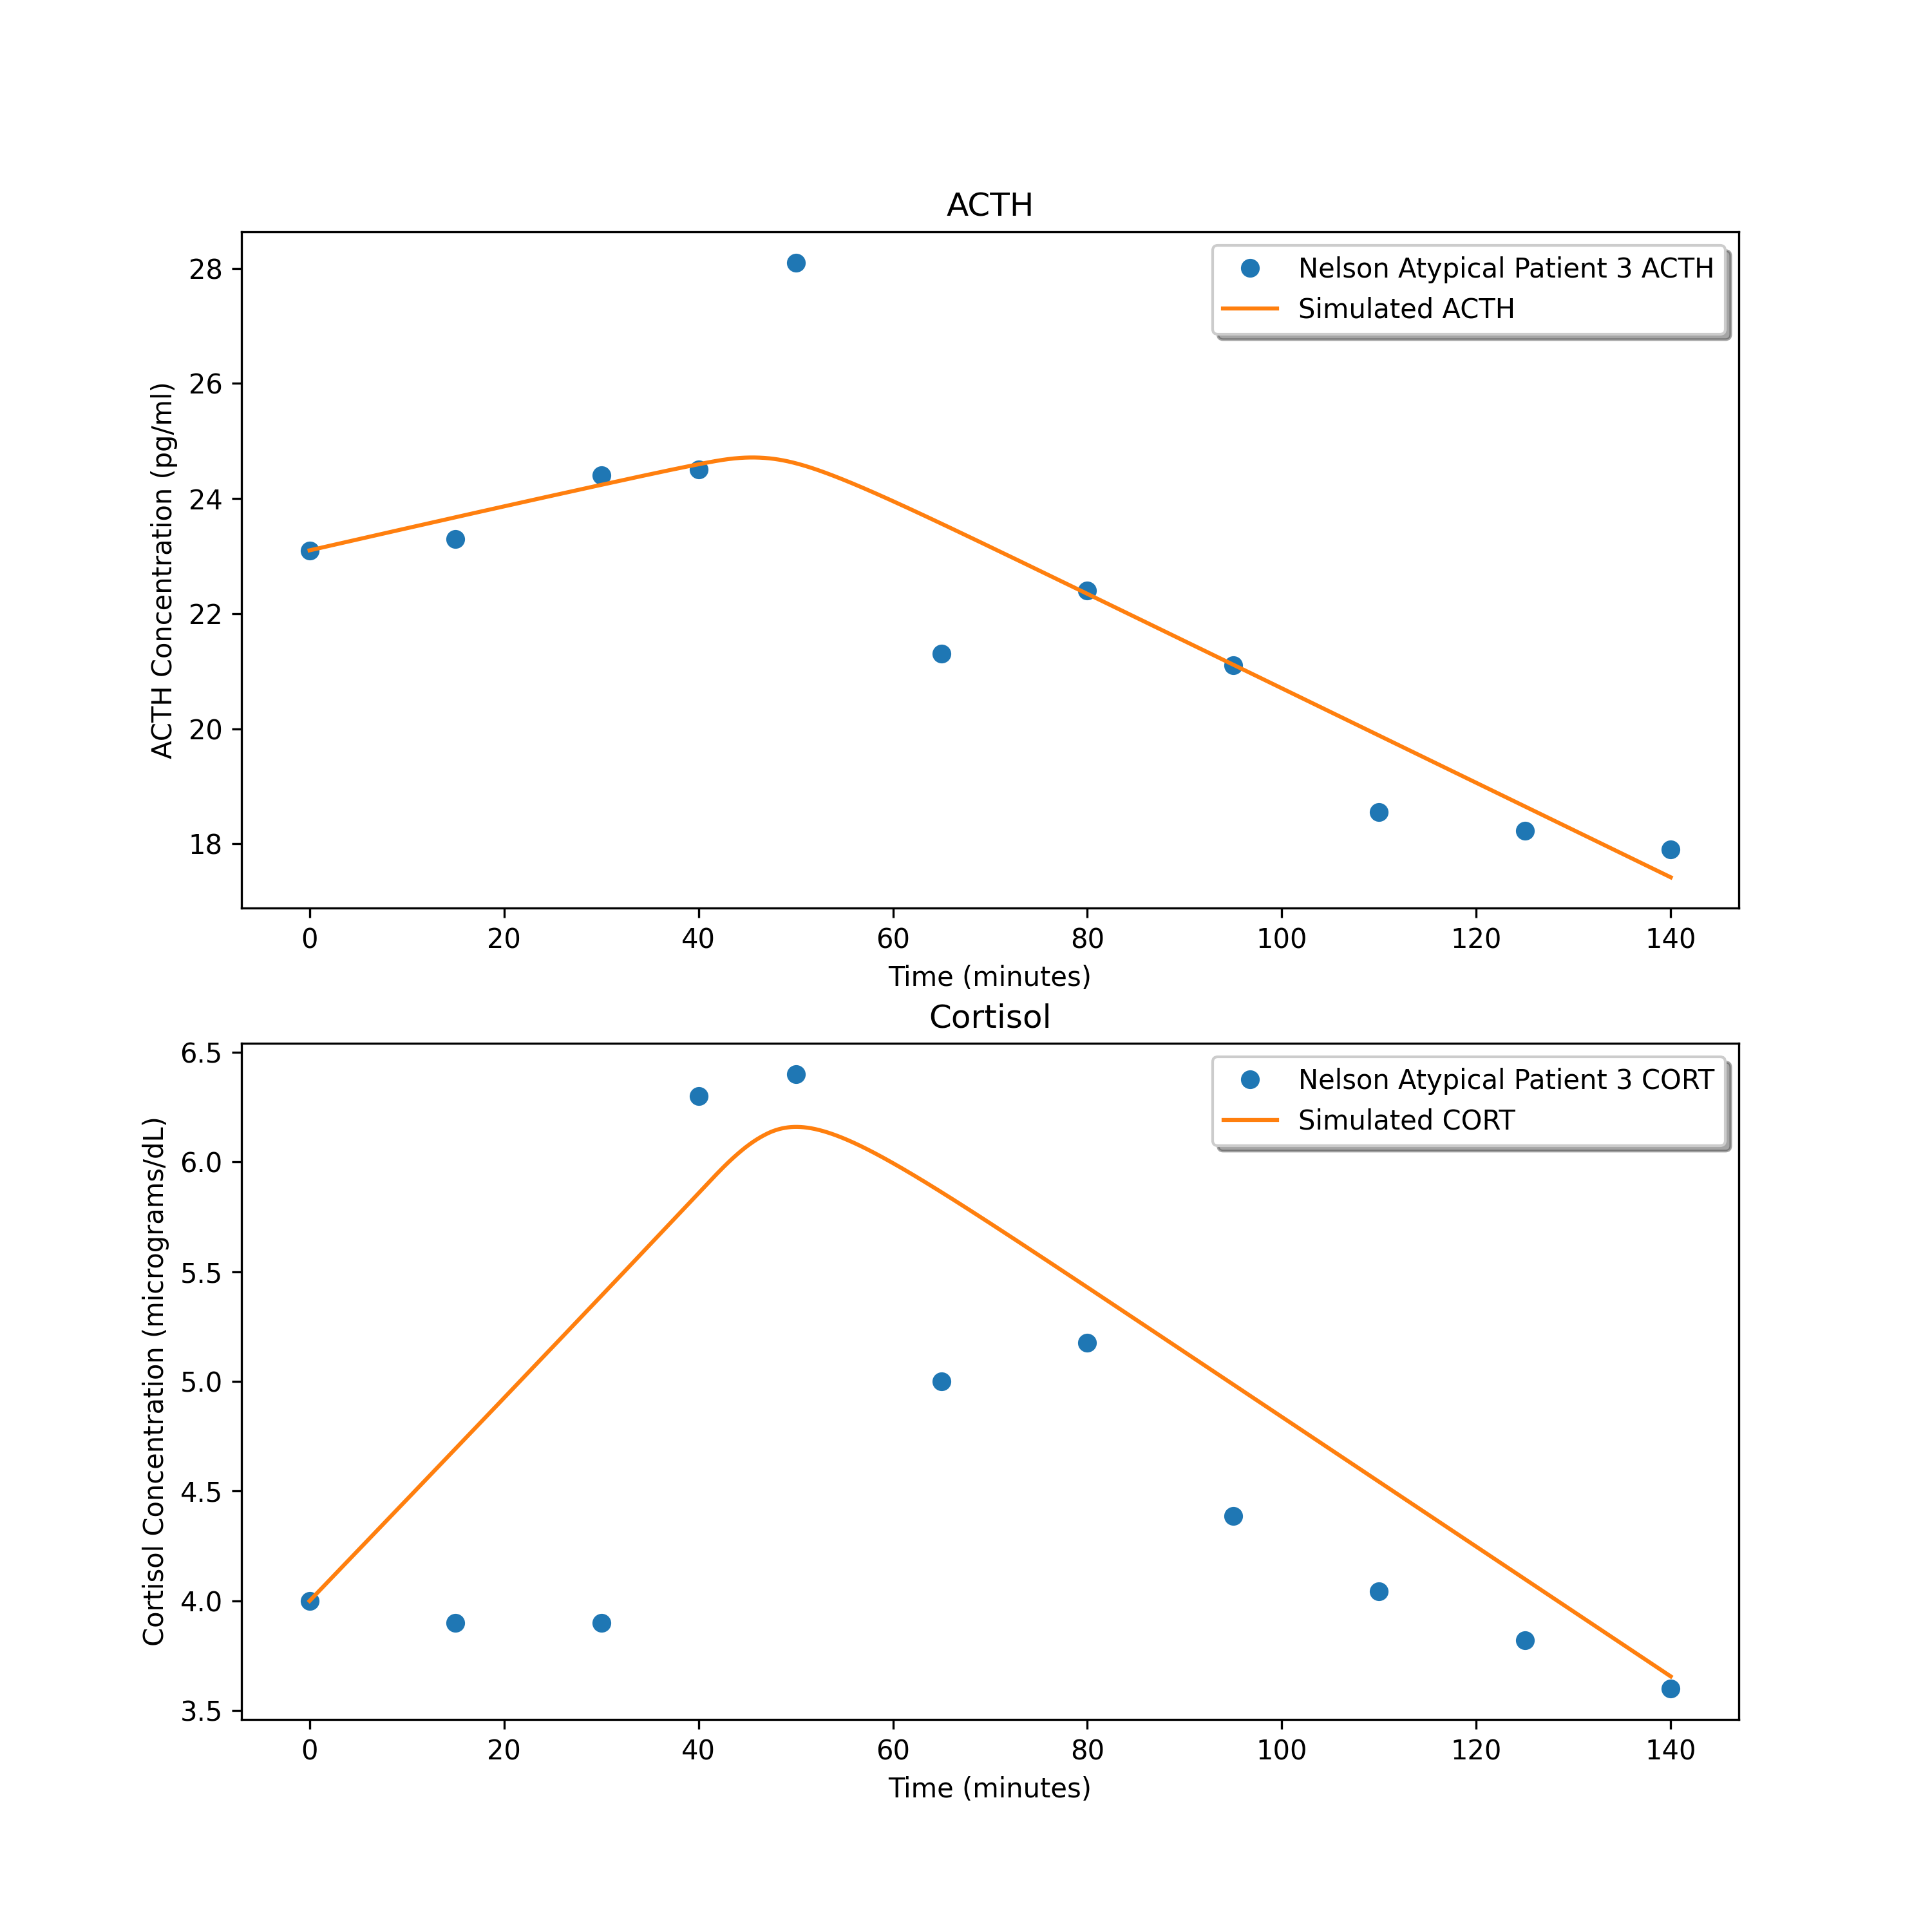 ACTH
28
26
24
22
20
18
ACTH Concentration (pg/ml)
Nelson Atypical Patient 3 ACTH
Simulated ACTH
0 20 40 60 80 100 120 140
Time (minutes)
Cortisol
6.5
6.0
5.5
5.0
4.5
4.0
3.5
Cortisol Concentration (micrograms/dL)
Nelson Atypical Patient 3 CORT
Simulated CORT
0 20 40 60 80 100 120 140
Time (minutes)